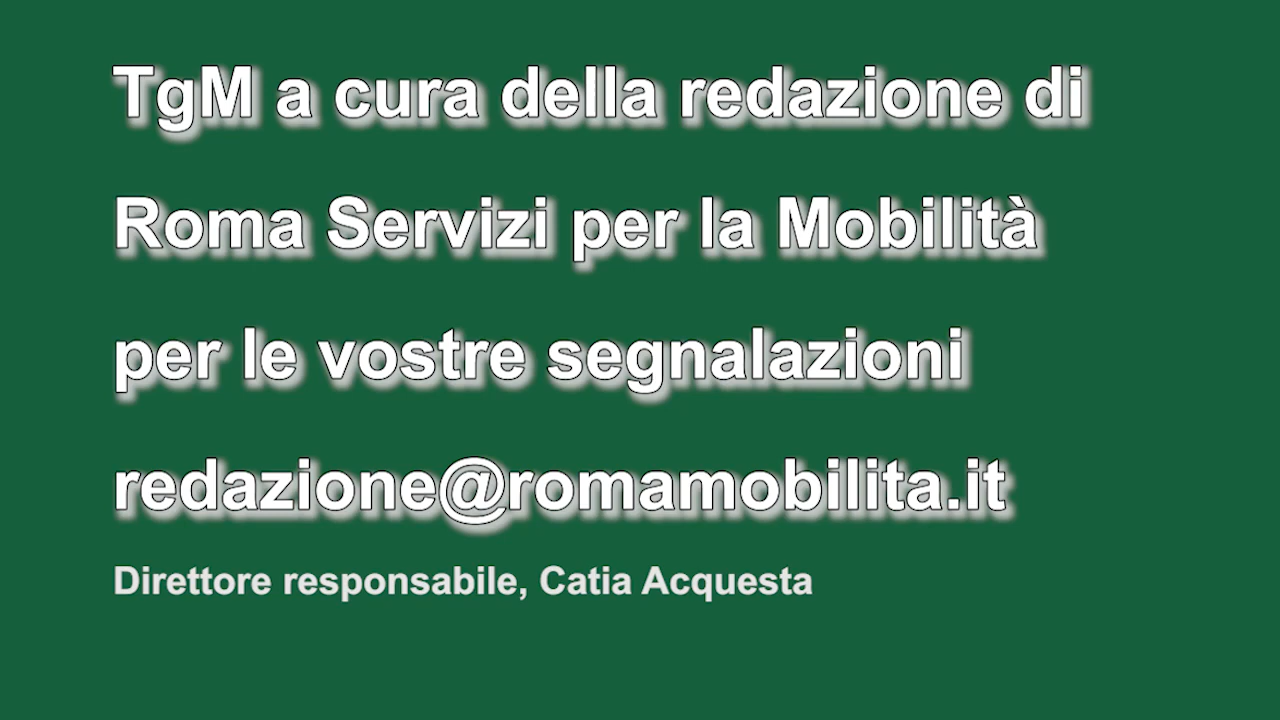 TgM a cura della redazione di
Roma Servizi per la Mobilità
per le vostre segnalazioni
redazione@romamobilita.it
Direttore responsabile, Catia Acquesta